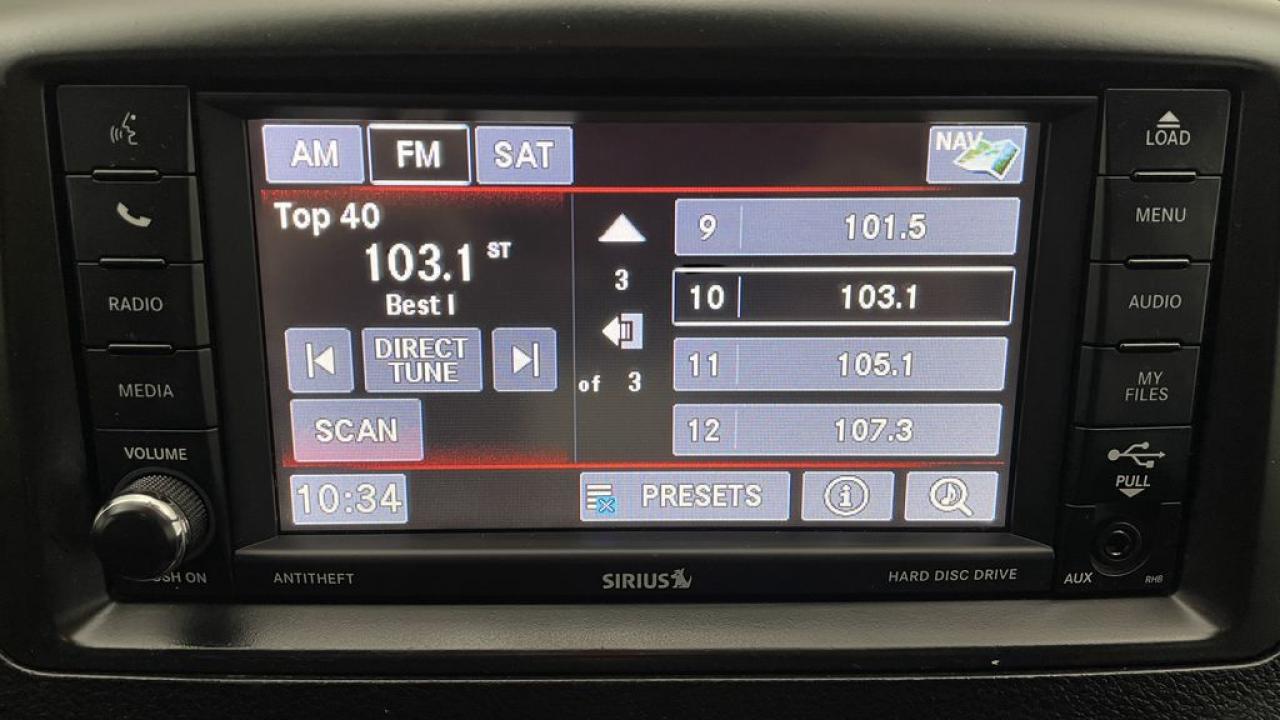 AM FM SAT NAV
Top 40
103.1 ST
Best I
DIRECT
TUNE
SCAN
10:34
3
of 3
9 101.5
10 103.1
11 105.1
12 107.3
PRESETS
i
RADIO
MEDIA
VOLUME
SH ON
ANTITHEFT
SIRIUS
HARD DISC DRIVE
LOAD
MENU
AUDIO
MY
FILES
PULL
AUX
RHB